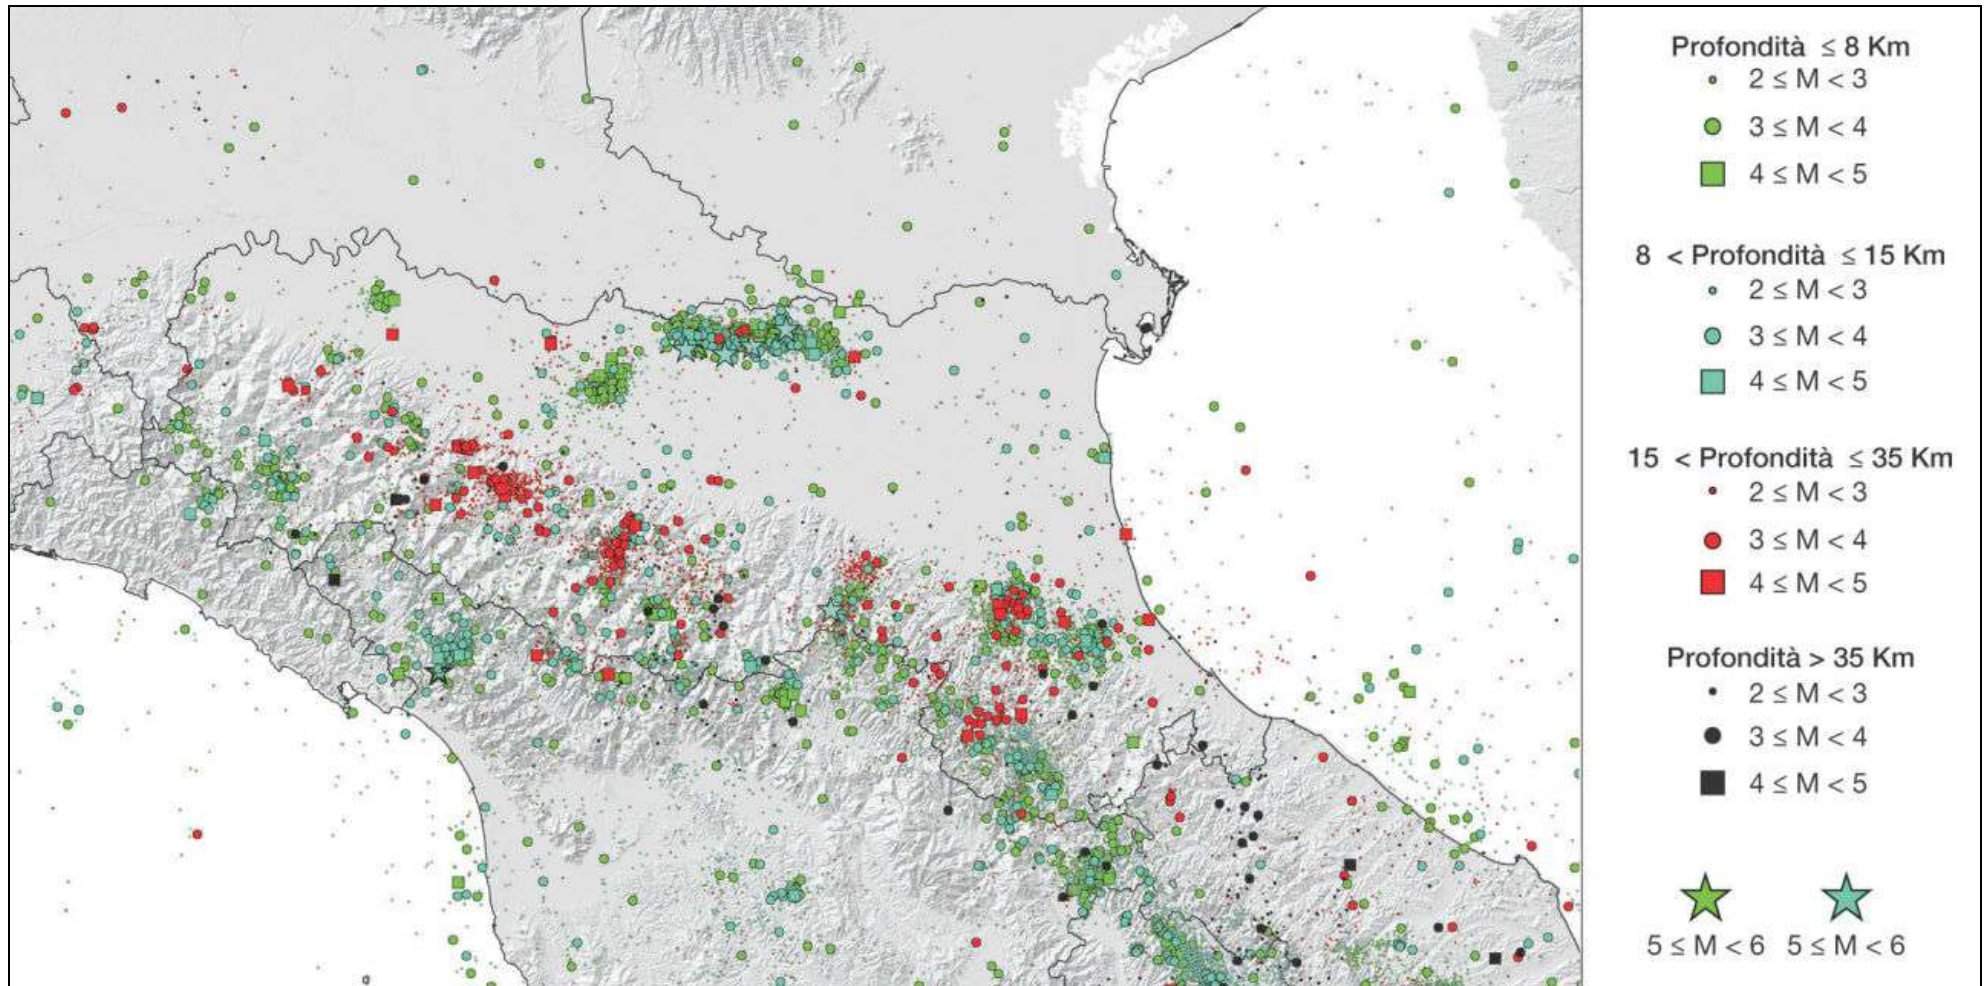 Profondità ≤ 8 Km
2 ≤ M < 3
3 ≤ M < 4
4 ≤ M < 5
8 < Profondità ≤ 15 Km
2 ≤ M < 3
3 ≤ M < 4
4 ≤ M < 5
15 < Profondità ≤ 35 Km
2 ≤ M < 3
3 ≤ M < 4
4 ≤ M < 5
Profondità > 35 Km
2 ≤ M < 3
3 ≤ M < 4
4 ≤ M < 5
5 ≤ M < 6 5 ≤ M < 6